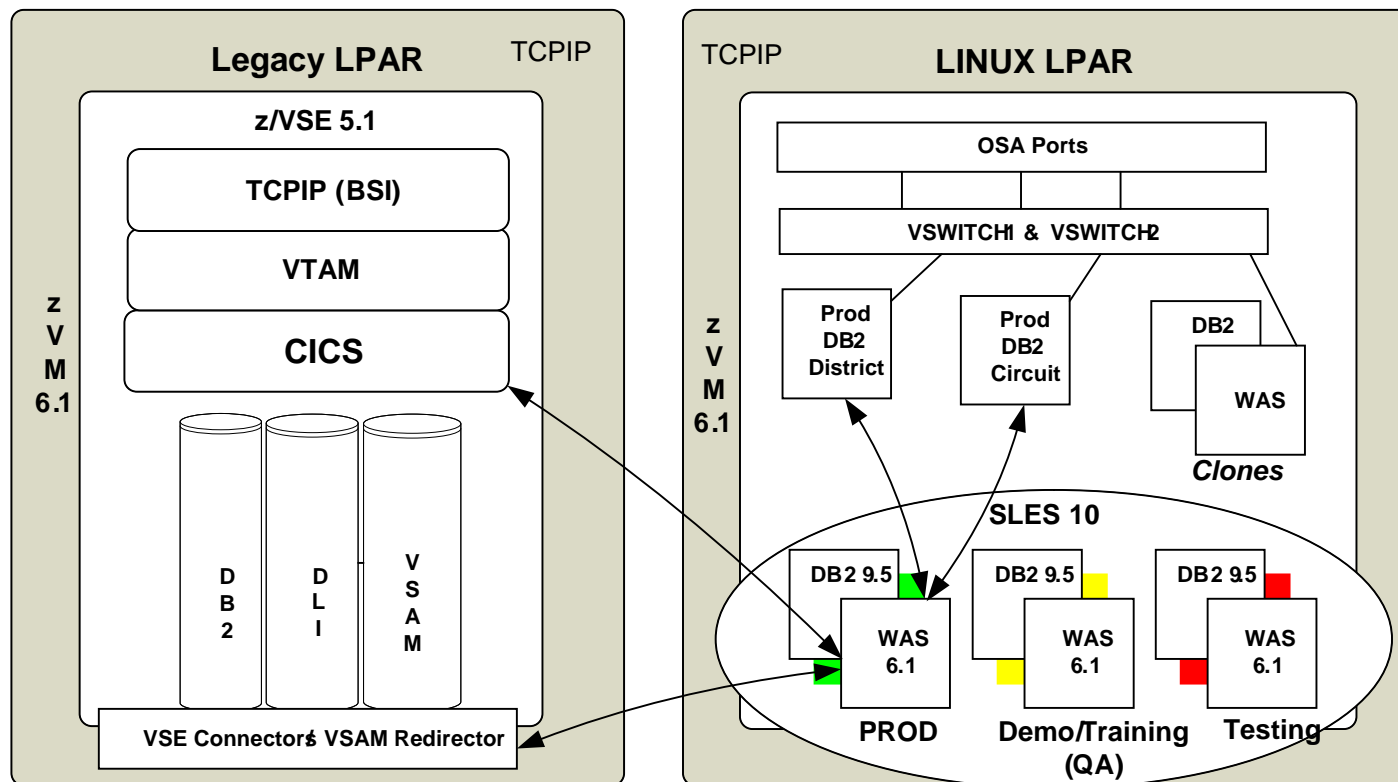 Legacy LPAR
TCPIP
z/VSE 5.1
TCPIP (BSI)
VTAM
CICS
z
V
M
6.1
D
B
2
D
L
I
V
S
A
M
VSE Connectors/ VSAM Redirector
TCPIP
LINUX LPAR
OSA Ports
VSWITCH1 & VSWITCH2
z
V
M
6.1
Prod
DB2
District
Prod
DB2
Circuit
DB2
WAS
Clones
SLES 10
DB2 9.5
WAS
6.1
PROD
DB2 9.5
WAS
6.1
Demo/Training
(QA)
DB2 9.5
WAS
6.1
Testing